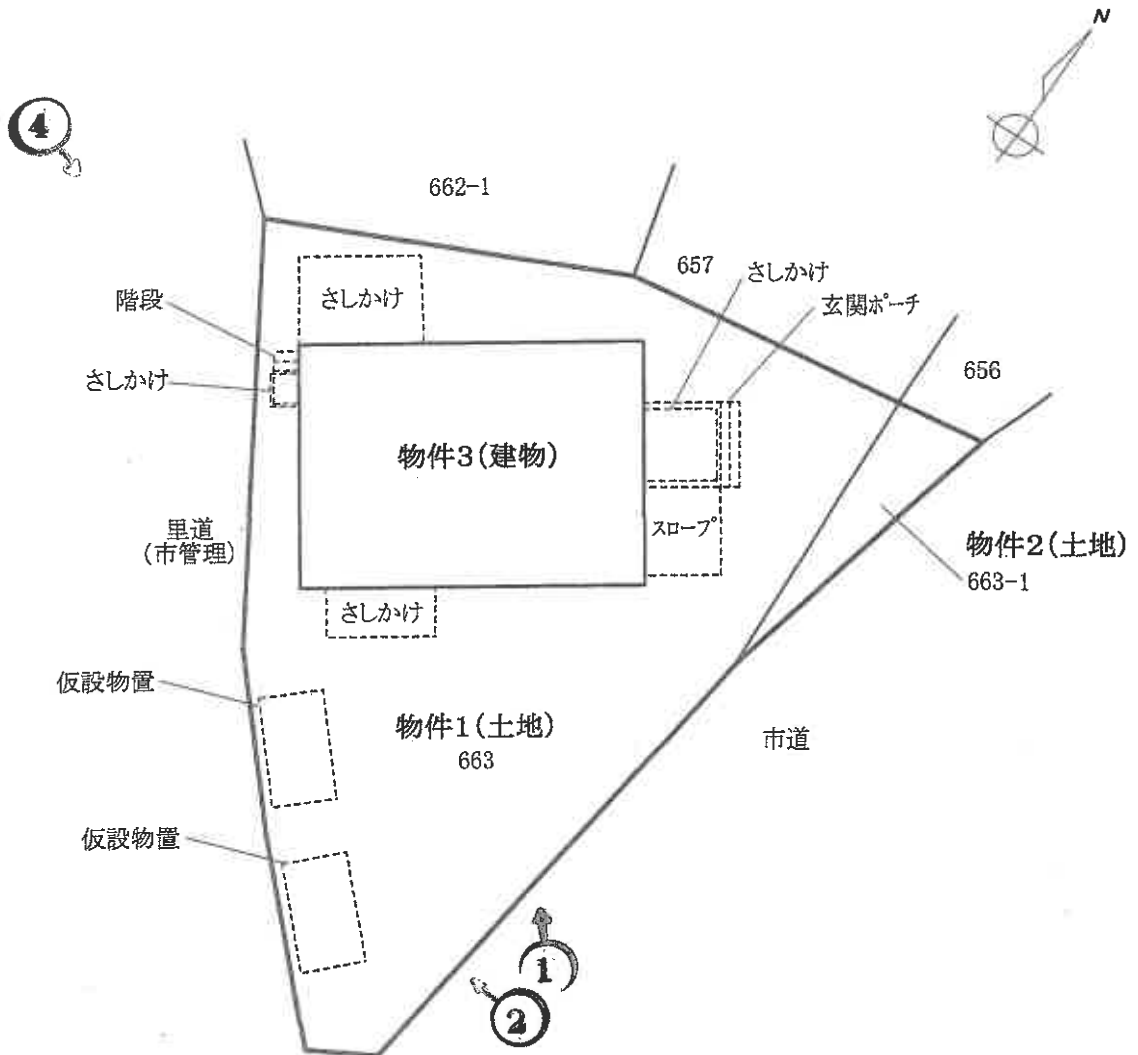 N
4
662-1
657
さしかけ
玄関ポーチ
さしかけ
階段
さしかけ
656
物件3(建物)
スロープ
里道
(市管理)
物件2(土地)
663-1
さしかけ
仮設物置
物件1(土地)
663
市道
仮設物置
1
2